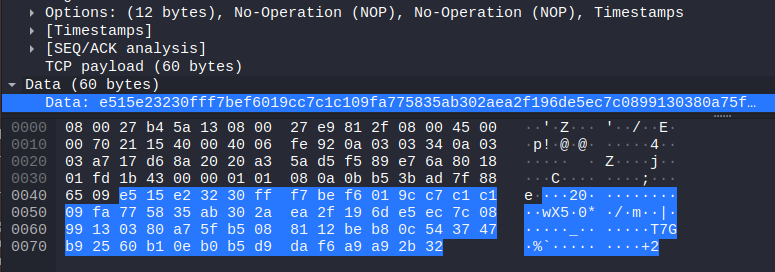 Options: (12 bytes), No-Operation (NOP), No-Operation (NOP), Timestamps
[Timestamps]
[SEQ/ACK analysis]
TCP payload (60 bytes)
Data (60 bytes)
Data: e515e23230fff7bef6019cc7c1c109fa775835ab302aea2f196de5ec7c0899130380a75f…
0000 08 00 27 b4 5a 13 08 00 27 e9 81 2f 08 00 45 00 ··'·Z··· '··/··E·
0010 00 70 21 15 40 00 40 06 fe 92 0a 03 03 34 0a 03 ·p!·@·@· ·····4··
0020 03 a7 17 d6 8a 20 20 a3 5a d5 f5 89 e7 6a 80 18 ·····  · Z····j··
0030 01 fd 1b 43 00 00 01 01 08 0a 0b b5 3b ad 7f 88 ···C···· ····;···
0040 65 09 e5 15 e2 32 30 ff f7 be f6 01 9c c7 c1 c1 e····20· ········
0050 09 fa 77 58 35 ab 30 2a ea 2f 19 6d e5 ec 7c 08 ··wX5·0* ·/·m··|·
0060 99 13 03 80 a7 5f b5 08 81 12 be b8 0c 54 37 47 ·····_·· ·····T7G
0070 b9 25 60 b1 0e b0 b5 d9 da f6 a9 a9 2b 32 ·%`····· ····+2